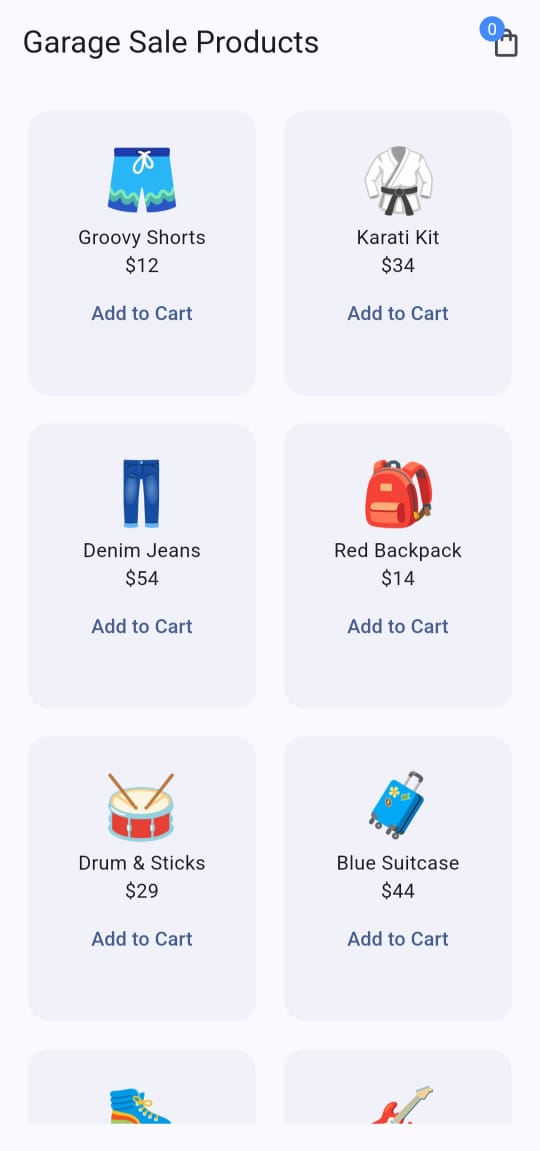 Garage Sale Products
0
Groovy Shorts
$12
Add to Cart
Karati Kit
$34
Add to Cart
Denim Jeans
$54
Add to Cart
Red Backpack
$14
Add to Cart
Drum & Sticks
$29
Add to Cart
Blue Suitcase
$44
Add to Cart